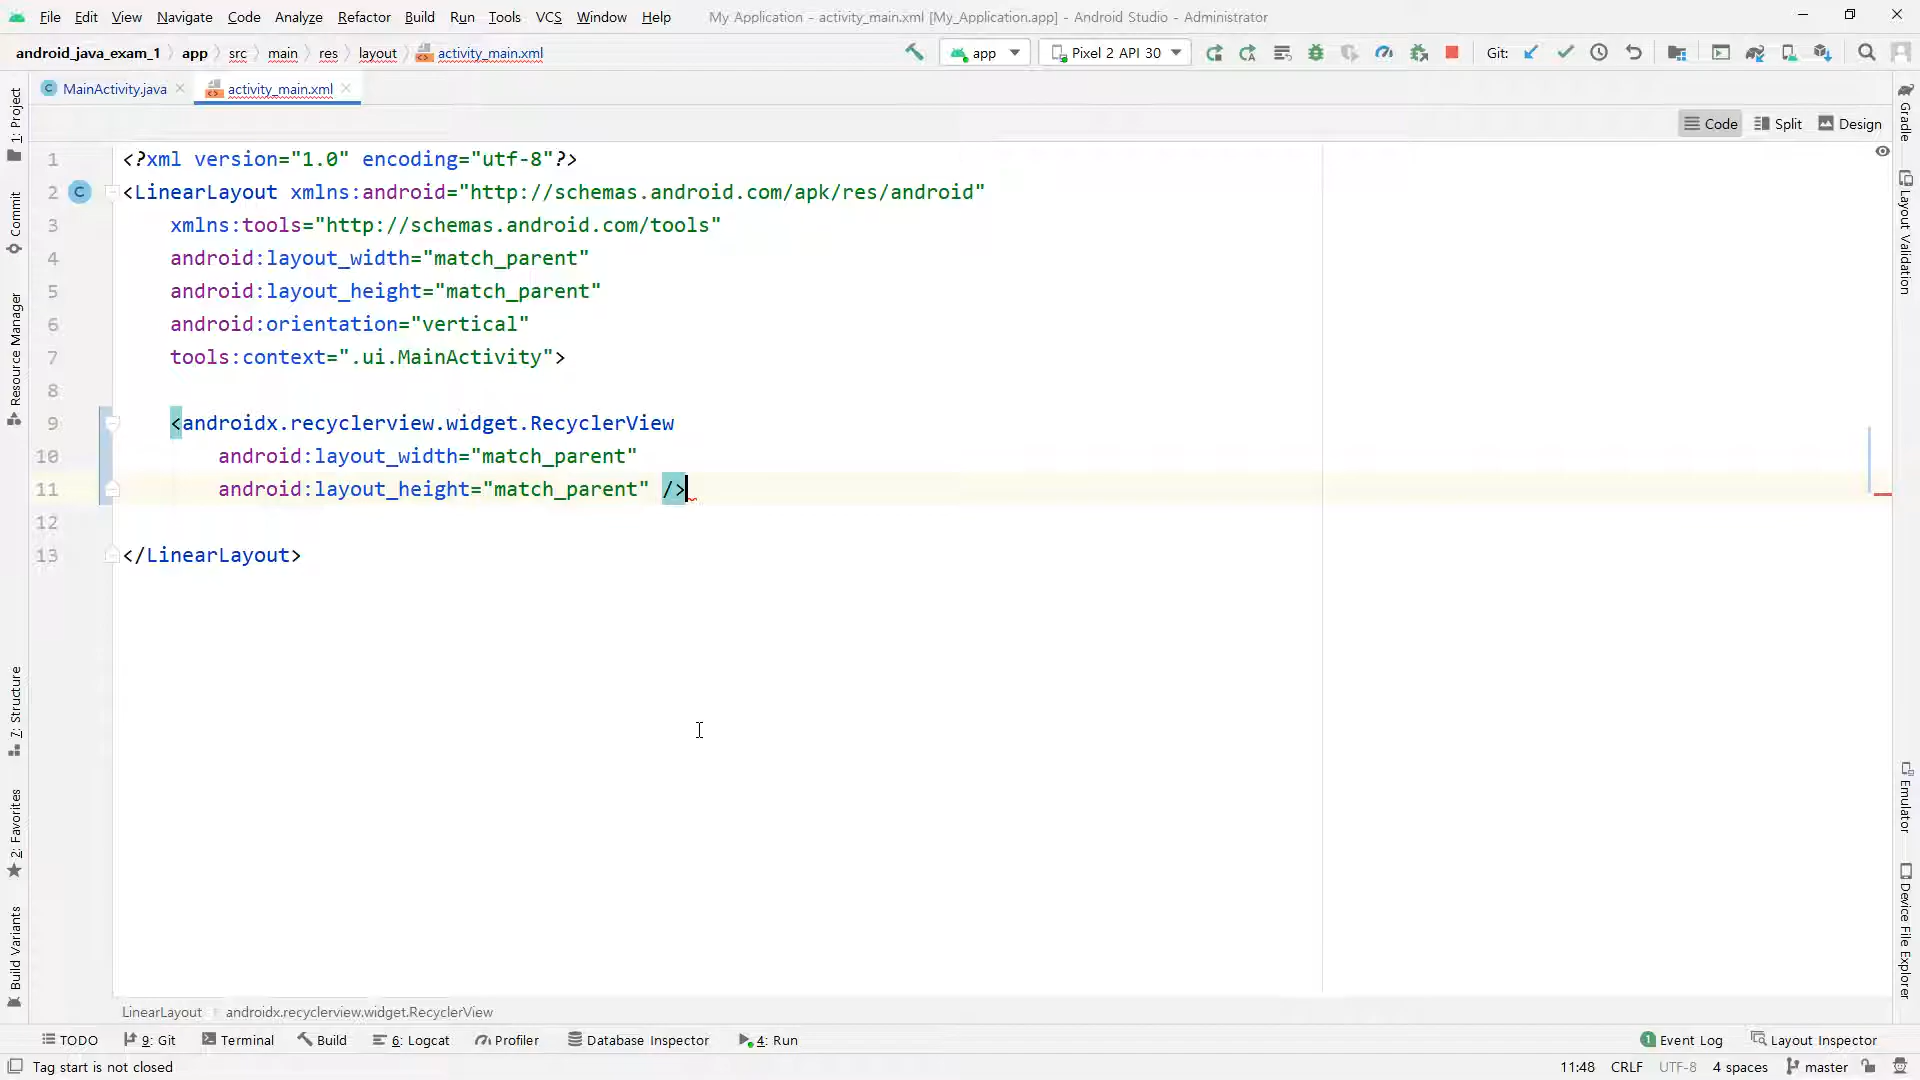 File Edit View Navigate Code Analyze Refactor Build Run Tools VCS Window Help My Application - activity_main.xml [My_Application.app] - Android Studio - Administrator
android_java_exam_1 app src main res layout activity_main.xml app Pixel 2 API 30 Git:
MainActivity.java activity_main.xml
Code Split Design
1 <?xml version="1.0" encoding="utf-8"?>
2 <LinearLayout xmlns:android="http://schemas.android.com/apk/res/android"
3 xmlns:tools="http://schemas.android.com/tools"
4 android:layout_width="match_parent"
5 android:layout_height="match_parent"
6 android:orientation="vertical"
7 tools:context=".ui.MainActivity">
8
9 <androidx.recyclerview.widget.RecyclerView
10 android:layout_width="match_parent"
11 android:layout_height="match_parent" />
12
13 </LinearLayout>
1: Project
Commit
Resource Manager
7: Structure
2: Favorites
Build Variants
Gradle
Layout Validation
Emulator
Device File Explorer
LinearLayout androidx.recyclerview.widget.RecyclerView
TODO 9: Git Terminal Build 6: Logcat Profiler Database Inspector 4: Run 1 Event Log Layout Inspector
Tag start is not closed 11:48 CRLF UTF-8 4 spaces master